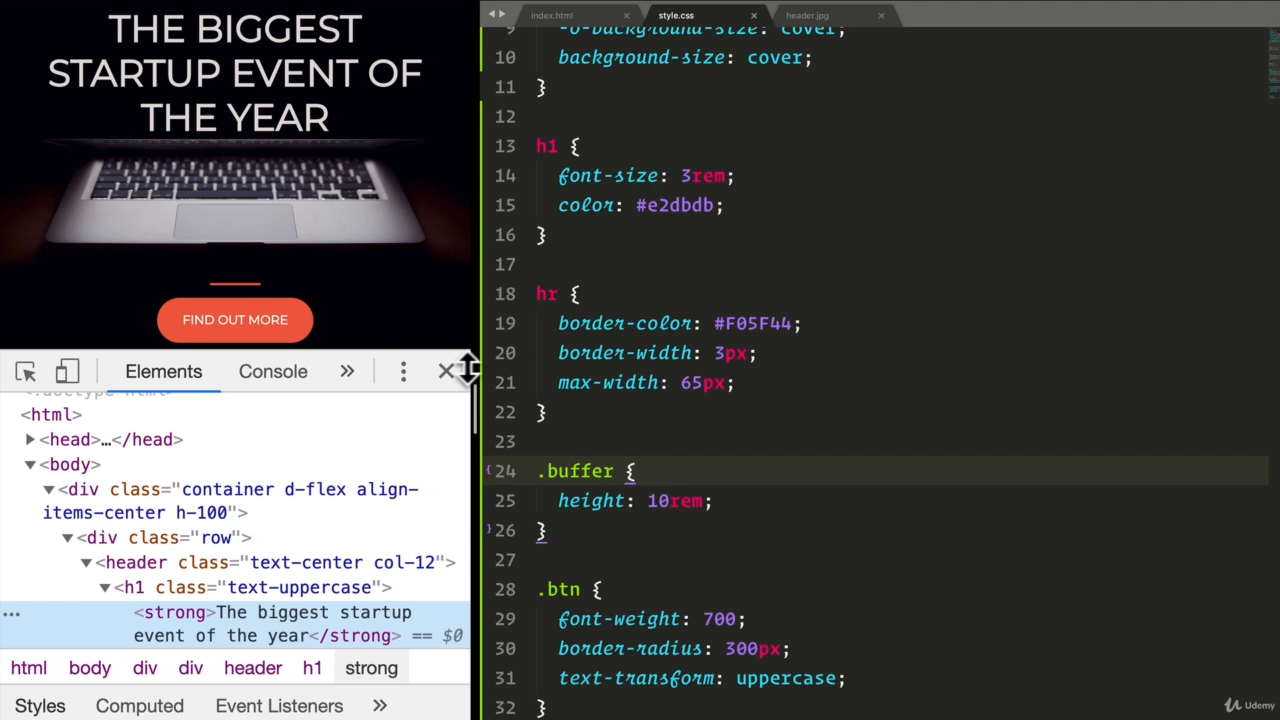 THE BIGGEST
STARTUP EVENT OF
THE YEAR
FIND OUT MORE
Elements Console »
<!doctype html>
<html>
<head>…</head>
<body>
<div class="container d-flex align-
items-center h-100">
<div class="row">
<header class="text-center col-12">
<h1 class="text-uppercase">
<strong>The biggest startup
event of the year</strong> == $0
html body div div header h1 strong
Styles Computed Event Listeners »
index.html style.css header.jpg
9 -o-background-size: cover;
10 background-size: cover;
11 }
12
13 h1 {
14 font-size: 3rem;
15 color: #e2dbdb;
16 }
17
18 hr {
19 border-color: #F05F44;
20 border-width: 3px;
21 max-width: 65px;
22 }
23
24 .buffer {
25 height: 10rem;
26 }
27
28 .btn {
29 font-weight: 700;
30 border-radius: 300px;
31 text-transform: uppercase;
32 }
Udemy